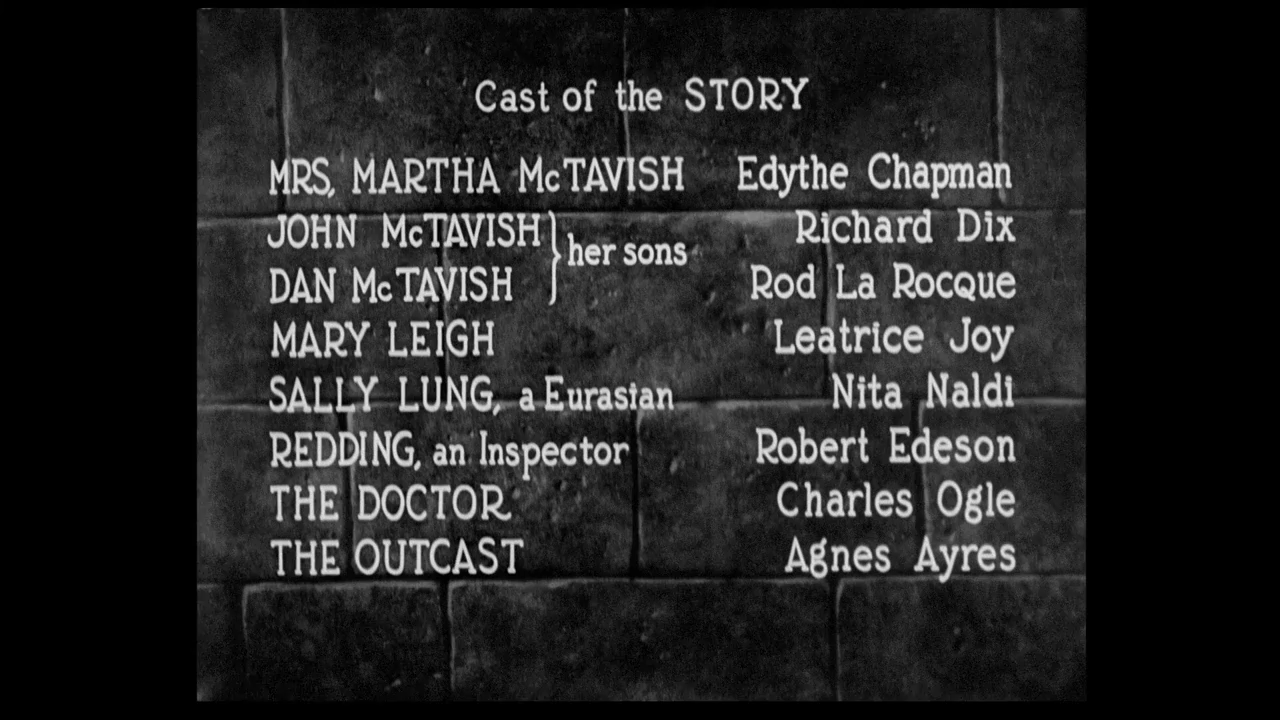 Cast of the STORY
MRS. MARTHA McTAVISH Edythe Chapman
JOHN McTAVISH Richard Dix
her sons
DAN McTAVISH Rod La Rocque
MARY LEIGH Leatrice Joy
SALLY LUNG, a Eurasian Nita Naldi
REDDING, an Inspector Robert Edeson
THE DOCTOR Charles Ogle
THE OUTCAST Agnes Ayres